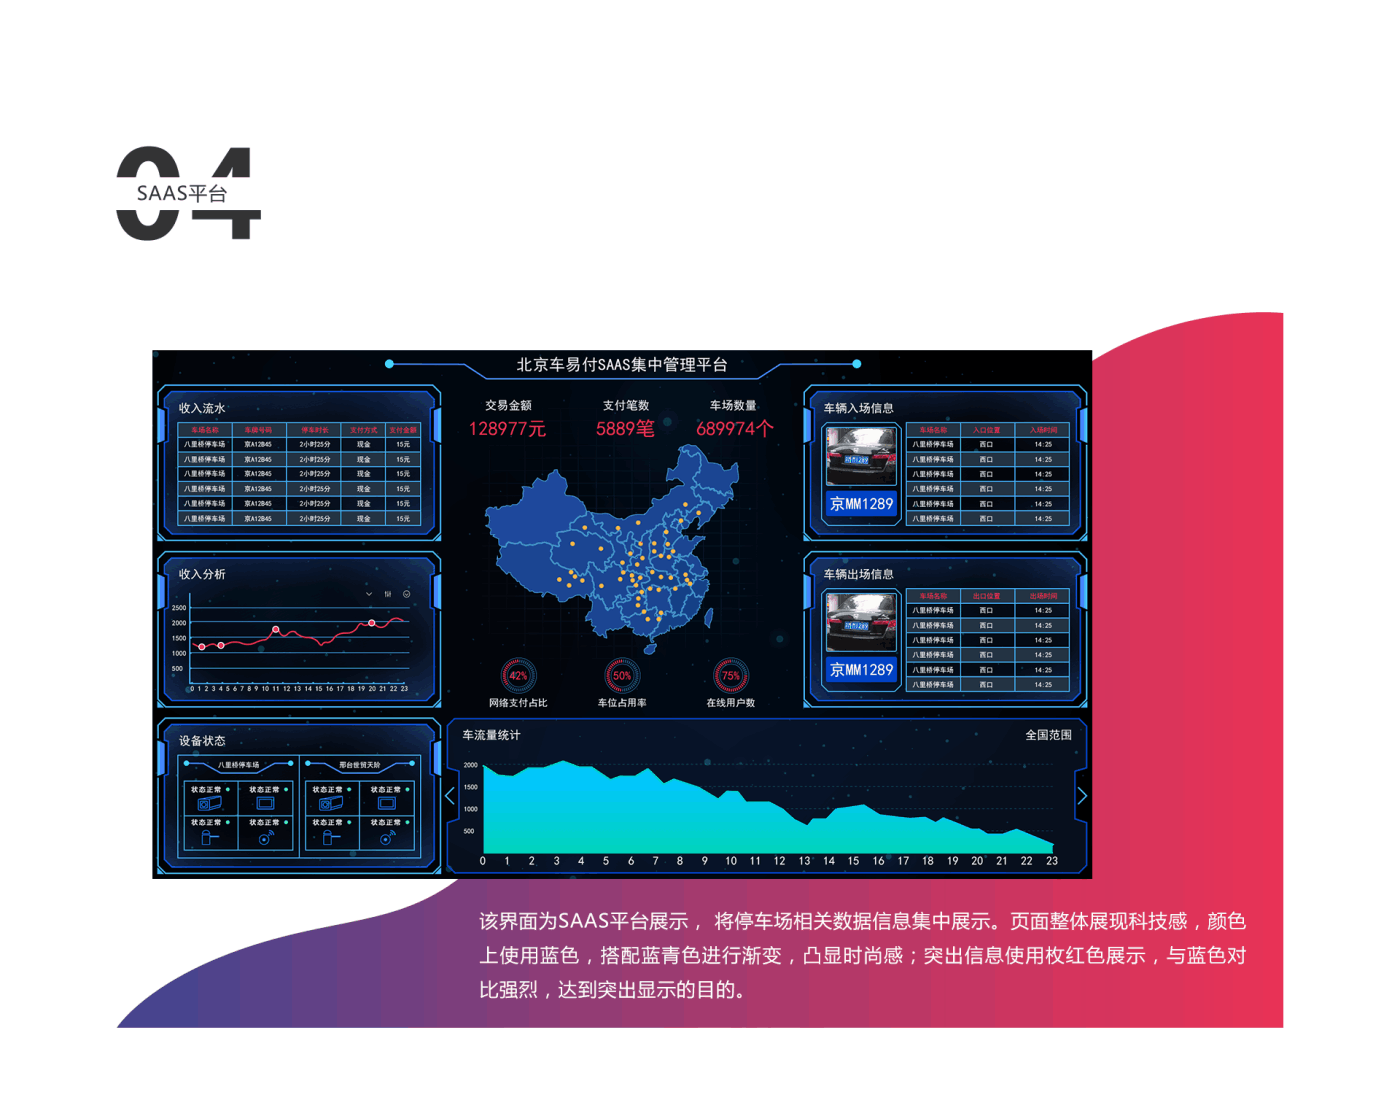 04
SAAS平台
北京车易付SAAS集中管理平台
收入流水
车场名称 车牌号码 停车时长 支付方式 支付金额
八里桥停车场 京A12B45 2小时25分 现金 15元
八里桥停车场 京A12B45 2小时25分 现金 15元
八里桥停车场 京A12B45 2小时25分 现金 15元
八里桥停车场 京A12B45 2小时25分 现金 15元
八里桥停车场 京A12B45 2小时25分 现金 15元
八里桥停车场 京A12B45 2小时25分 现金 15元
交易金额 支付笔数 车场数量
128977元 5889笔 689974个
车辆入场信息
京MM1289
车场名称 入口位置 入场时间
八里桥停车场 西口 14:25
八里桥停车场 西口 14:25
八里桥停车场 西口 14:25
八里桥停车场 西口 14:25
八里桥停车场 西口 14:25
八里桥停车场 西口 14:25
收入分析
2500
2000
1500
1000
500
0 1 2 3 4 5 6 7 8 9 10 11 12 13 14 15 16 17 18 19 20 21 22 23
42% 50% 75%
网络支付占比 车位占用率 在线用户数
车辆出场信息
京MM1289
车场名称 出口位置 出场时间
八里桥停车场 西口 14:25
八里桥停车场 西口 14:25
八里桥停车场 西口 14:25
八里桥停车场 西口 14:25
八里桥停车场 西口 14:25
八里桥停车场 西口 14:25
设备状态
八里桥停车场 邢台世贸天阶
状态正常 状态正常 状态正常 状态正常
状态正常 状态正常 状态正常 状态正常
车流量统计 全国范围
2000
1500
1000
500
0 1 2 3 4 5 6 7 8 9 10 11 12 13 14 15 16 17 18 19 20 21 22 23
该界面为SAAS平台展示， 将停车场相关数据信息集中展示。页面整体展现科技感，颜色
上使用蓝色，搭配蓝青色进行渐变，凸显时尚感；突出信息使用枚红色展示，与蓝色对
比强烈，达到突出显示的目的。